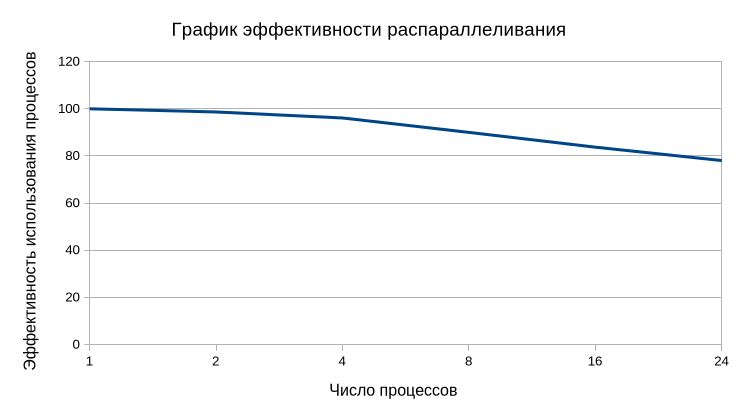 График эффективности распараллеливания
Эффективность использования процессов
120
100
80
60
40
20
0
1 2 4 8 16 24
Число процессов